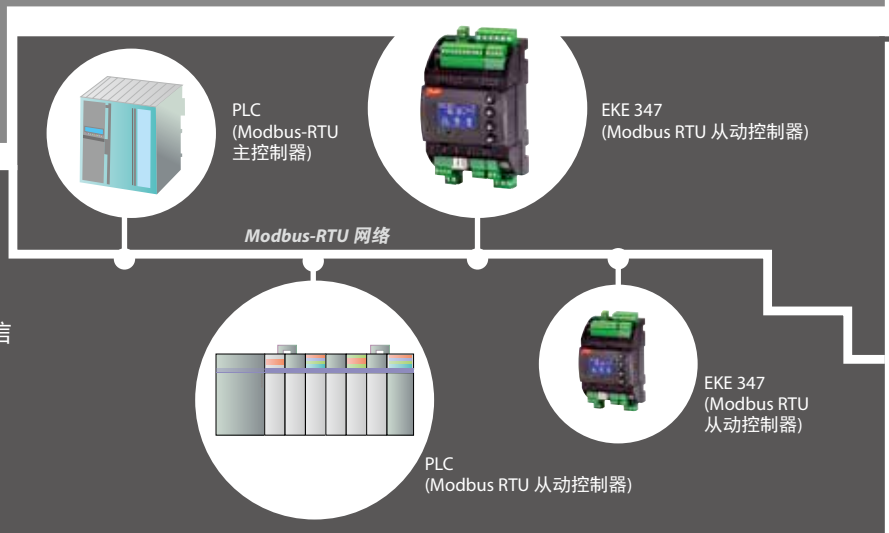 PLC
(Modbus-RTU
主控制器)
EKE 347
(Modbus RTU 从动控制器)
Modbus-RTU 网络
信
EKE 347
(Modbus RTU
从动控制器)
PLC
(Modbus RTU 从动控制器)